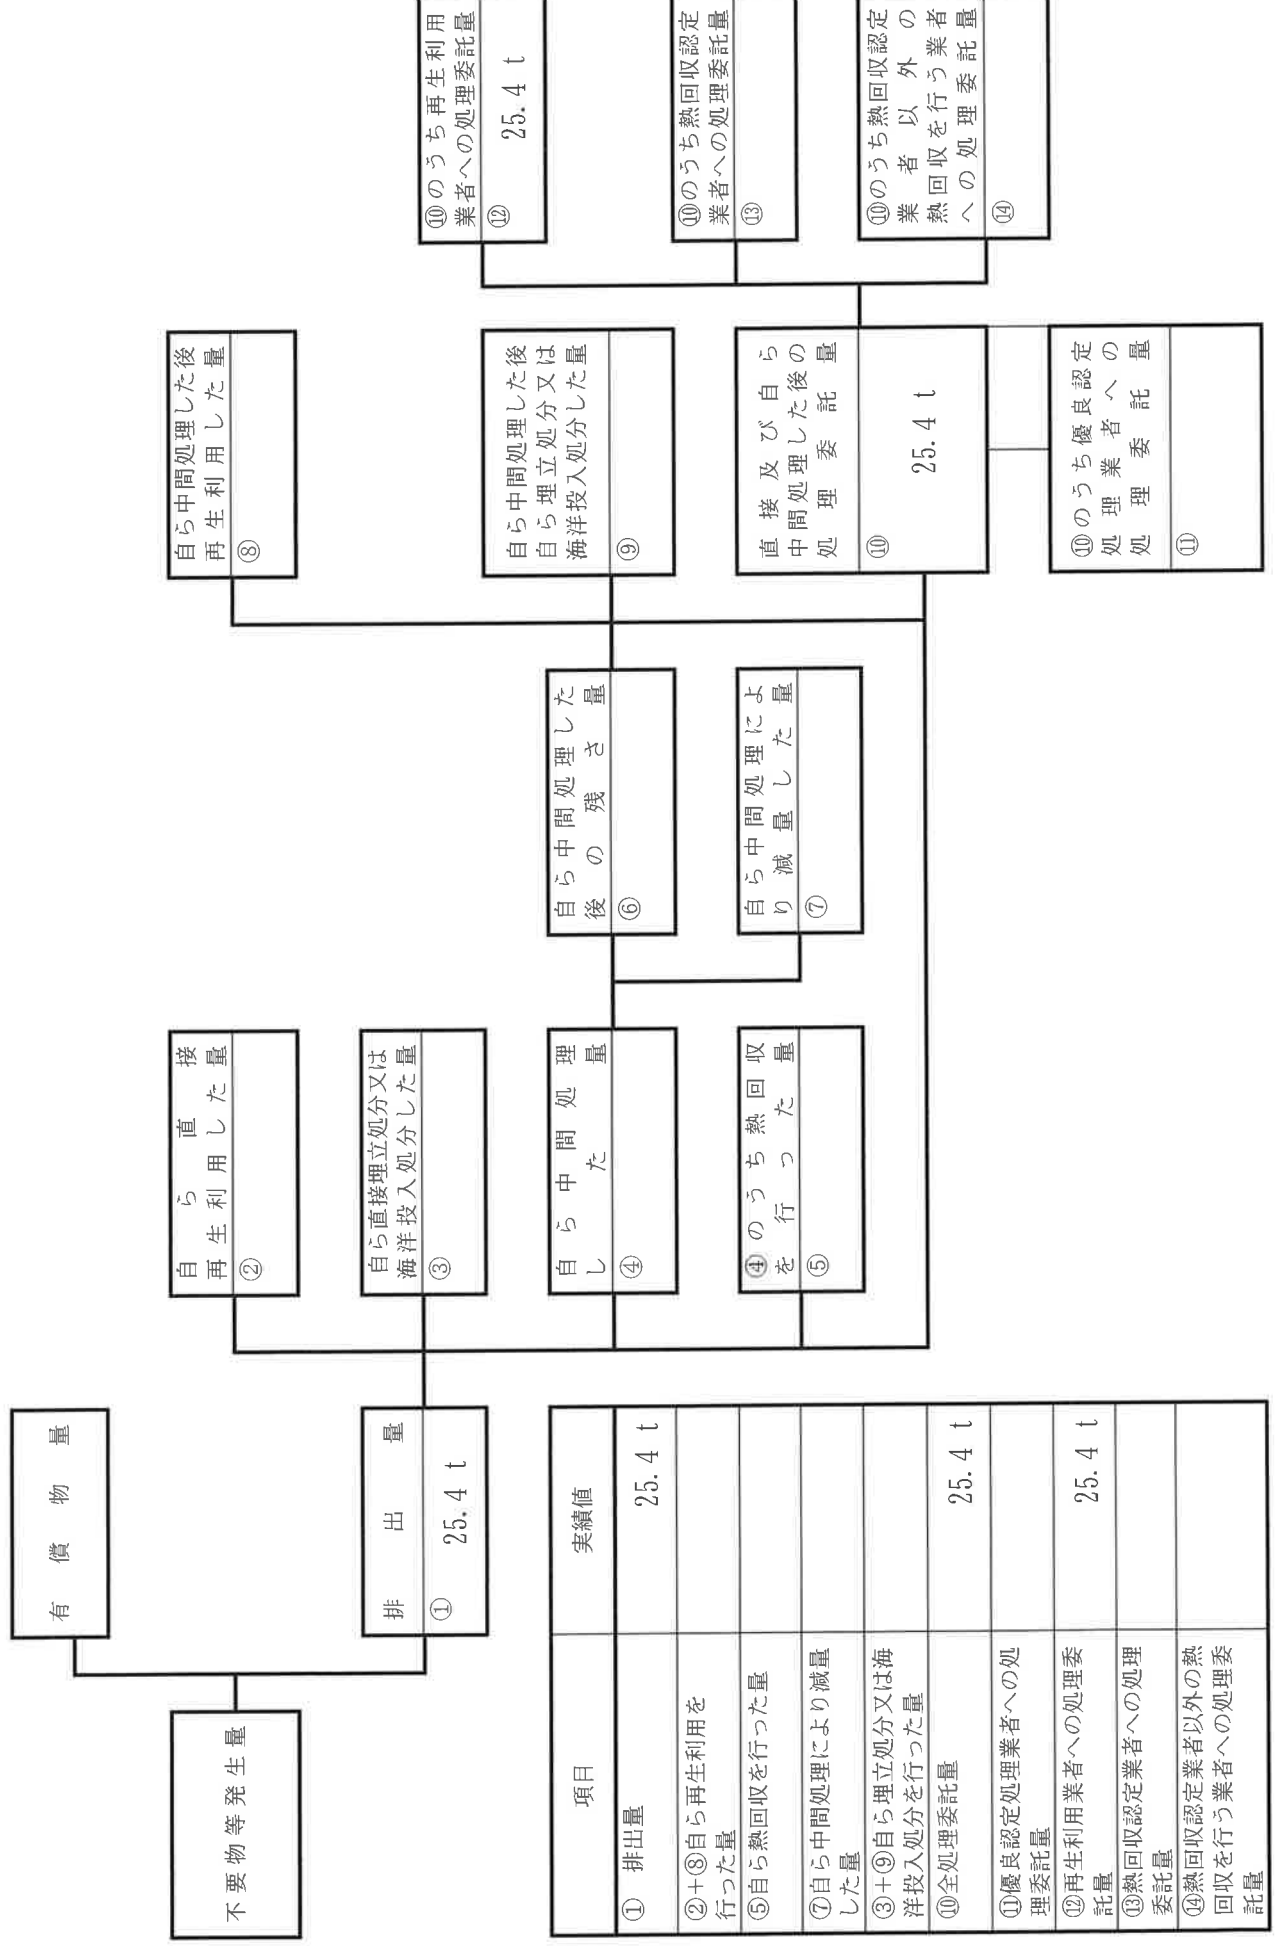 不要物等発生量
有償物量
排出量
① 25.4 t
自ら直接
再生利用した量
②
自ら直接埋立処分又は
海洋投入処分した量
③
自ら中間処理
した量
④
④のうち熱回収
を行った量
⑤
自ら中間処理した
後の残さ量
⑥
自ら中間処理によ
り減量した量
⑦
自ら中間処理した後
再生利用した量
⑧
自ら中間処理した後
自ら埋立処分又は
海洋投入処分した量
⑨
直接及び自ら
中間処理した後の
処理委託量
⑩
25.4 t
⑩のうち優良認定
処理業者への
処理委託量
⑪
⑩のうち再生利用
業者への処理委託量
⑫
25.4 t
⑩のうち熱回収認定
業者への処理委託量
⑬
⑩のうち熱回収認定
業者以外の
熱回収を行う業者
への処理委託量
⑭
項目 実績値
① 排出量 25.4 t
②+⑧自ら再生利用を
行った量
⑤自ら熱回収を行った量
⑦自ら中間処理により減量
した量
③+⑨自ら埋立処分又は海
洋投入処分を行った量
⑩全処理委託量 25.4 t
⑪優良認定処理業者への処
理委託量
⑫再生利用業者への処理委 25.4 t
託量
⑬熱回収認定業者への処理
委託量
⑭熱回収認定業者以外の熱
回収を行う業者への処理委
託量